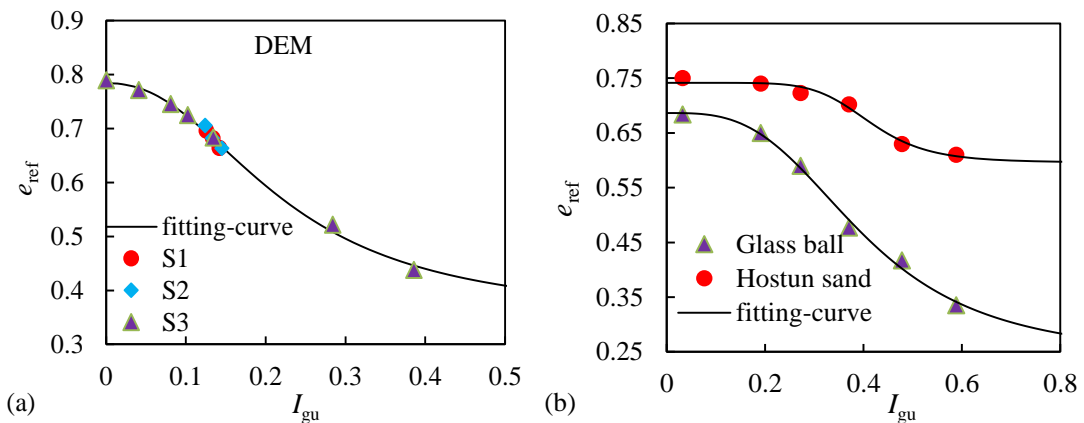 0.9
0.8
0.7
0.6
0.5
0.4
0.3
e_ref
DEM
fitting-curve
S1
S2
S3
0 0.1 0.2 0.3 0.4 0.5
I_gu
(a)
0.85
0.75
0.65
0.55
0.45
0.35
0.25
e_ref
Glass ball
Hostun sand
fitting-curve
0 0.2 0.4 0.6 0.8
I_gu
(b)